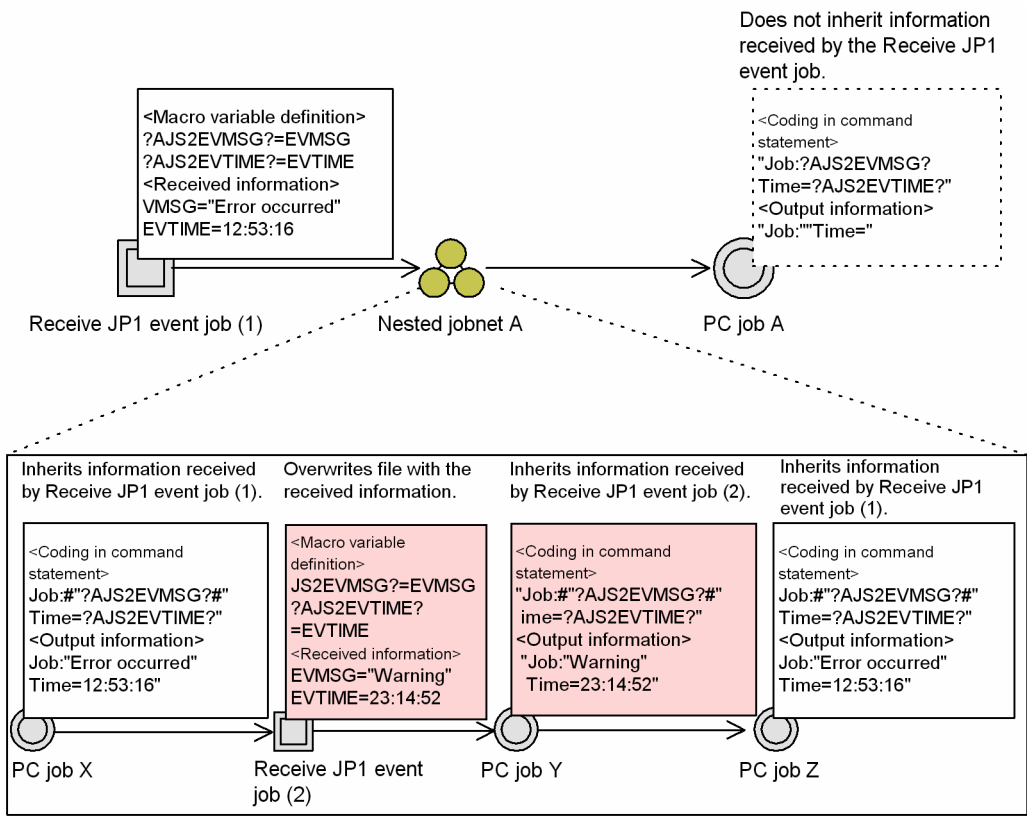 Does not inherit information
received by the Receive JP1
event job.
<Macro variable definition>
?AJS2EVMSG?=EVMSG
?AJS2EVTIME?=EVTIME
<Received information>
VMSG="Error occurred"
EVTIME=12:53:16
<Coding in command
statement>
"Job:?AJS2EVMSG?
Time=?AJS2EVTIME?"
<Output information>
"Job:""Time="
Receive JP1 event job (1)
Nested jobnet A
PC job A
Inherits information received
by Receive JP1 event job (1).
<Coding in command
statement>
Job:#"?AJS2EVMSG?#"
Time=?AJS2EVTIME?"
<Output information>
Job:"Error occurred"
Time=12:53:16"
PC job X
Overwrites file with the
received information.
<Macro variable
definition>
JS2EVMSG?=EVMSG
?AJS2EVTIME?
=EVTIME
<Received information>
EVMSG="Warning"
EVTIME=23:14:52
Receive JP1 event
job (2)
Inherits information received
by Receive JP1 event job (2).
<Coding in command
statement>
"Job:#"?AJS2EVMSG?#"
ime=?AJS2EVTIME?"
<Output information>
"Job:"Warning"
Time=23:14:52"
PC job Y
Inherits information
received by Receive JP1
event job (1).
<Coding in command
statement>
Job:#"?AJS2EVMSG?#"
Time=?AJS2EVTIME?"
<Output information>
Job:"Error occurred"
Time=12:53:16"
PC job Z